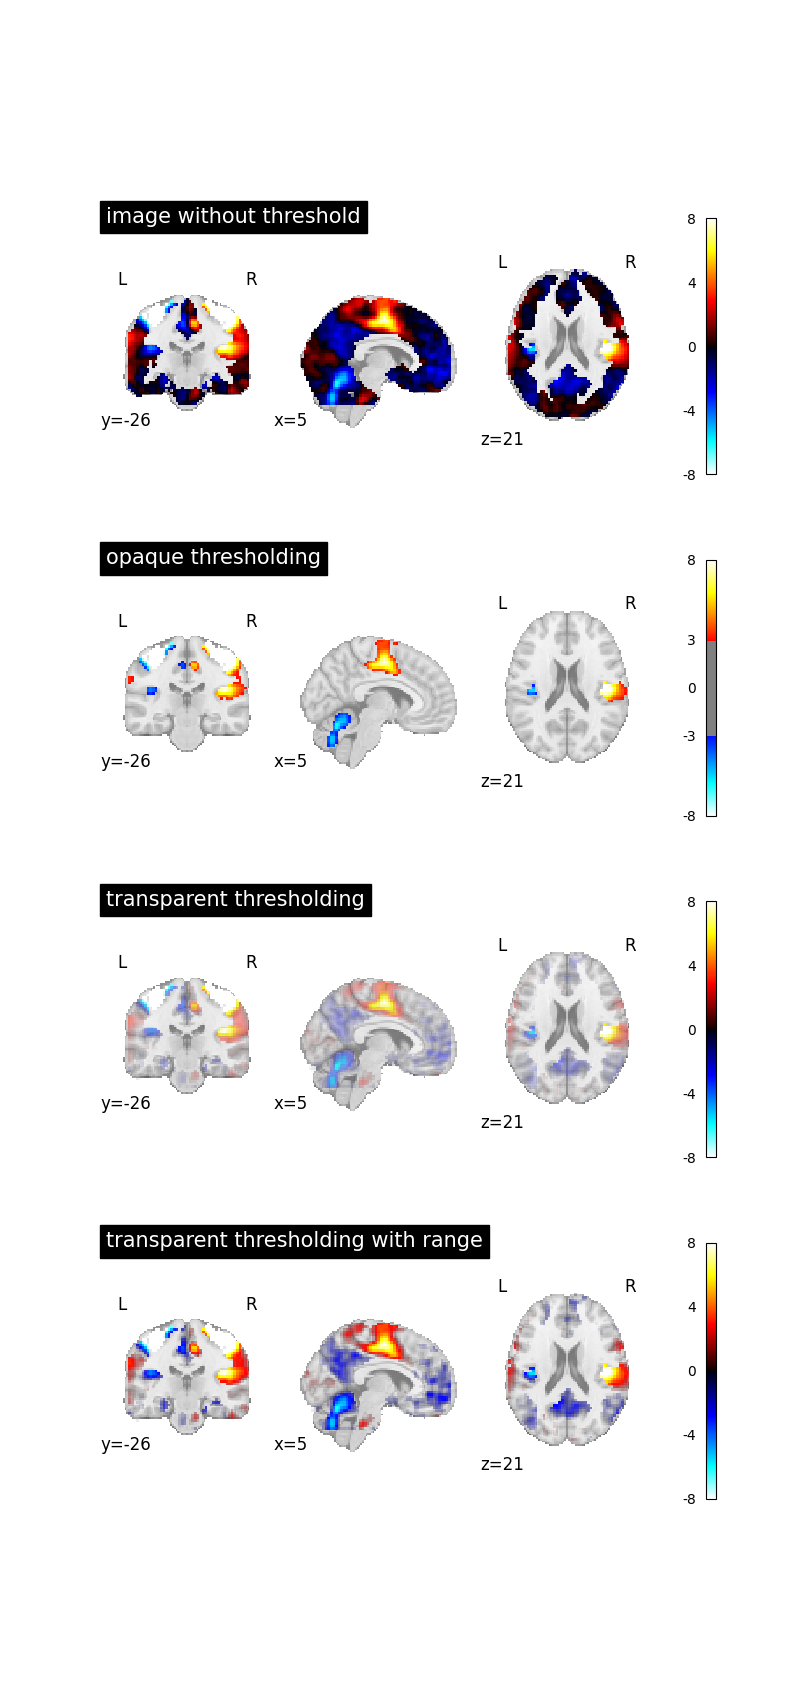 image without threshold
L R
y=-26
x=5
L R
z=21
8
4
0
-4
-8
opaque thresholding
L R
y=-26
x=5
L R
z=21
8
3
0
-3
-8
transparent thresholding
L R
y=-26
x=5
L R
z=21
8
4
0
-4
-8
transparent thresholding with range
L R
y=-26
x=5
L R
z=21
8
4
0
-4
-8